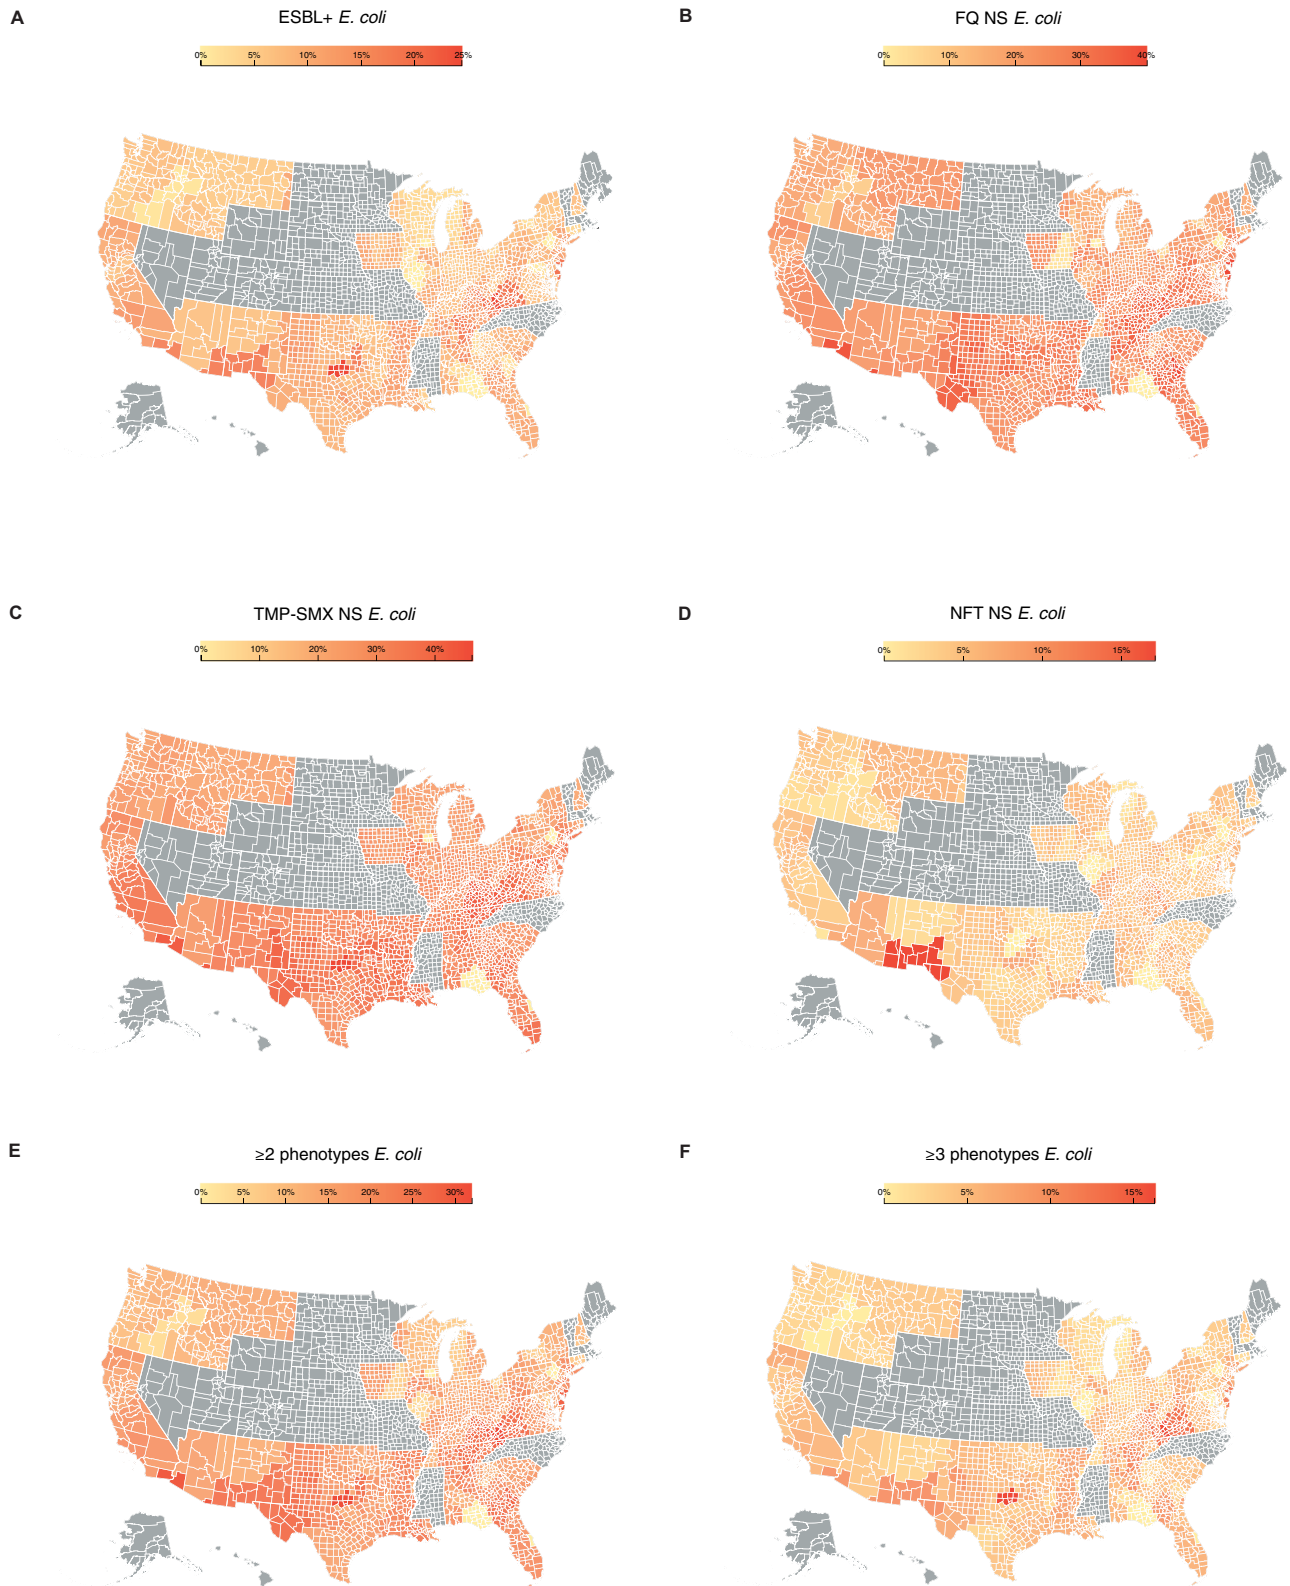 A
ESBL+ E. coli
0% 5% 10% 15% 20% 25%
B
FQ NS E. coli
0% 10% 20% 30% 40%
C
TMP-SMX NS E. coli
0% 10% 20% 30% 40%
D
NFT NS E. coli
0% 5% 10% 15%
E
≥2 phenotypes E. coli
0% 5% 10% 15% 20% 25% 30%
F
≥3 phenotypes E. coli
0% 5% 10% 15%